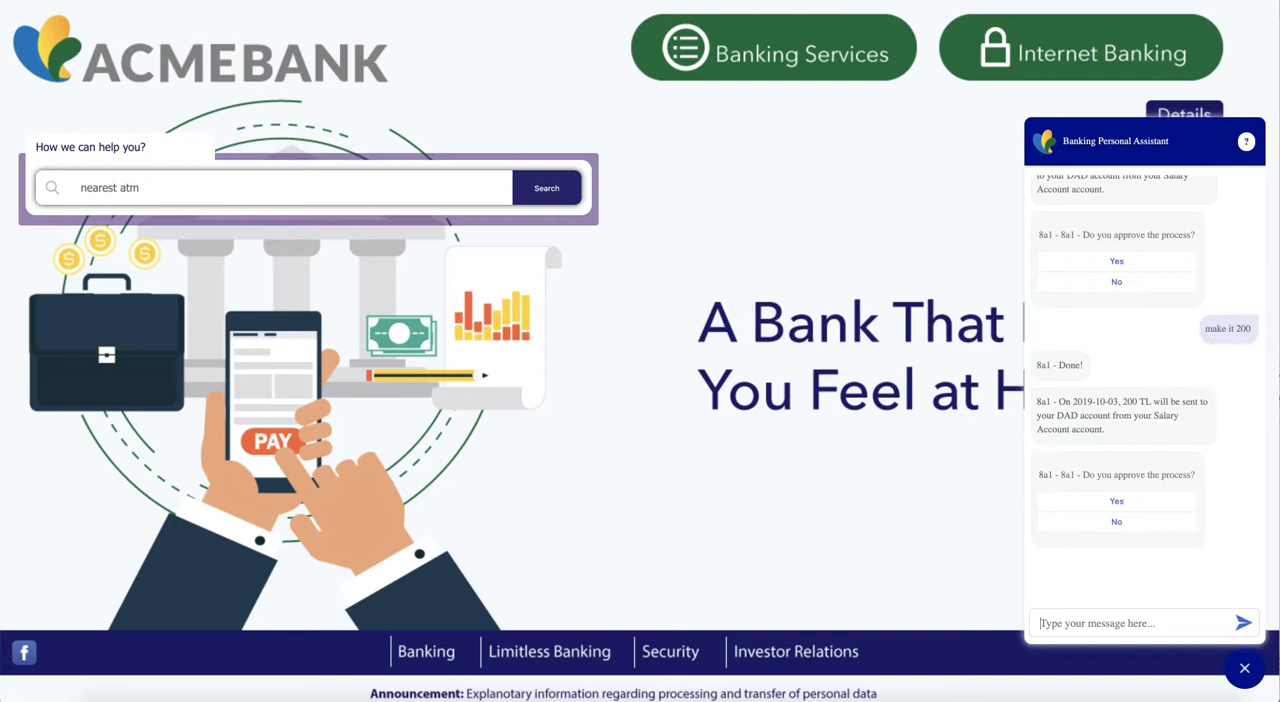 ACMEBANK
Banking Services
Internet Banking
Details
How we can help you?
nearest atm
Search
A Bank That
You Feel at H
PAY
Banking Personal Assistant
?
to your DAD account from your Salary
Account account.
8a1 - 8a1 - Do you approve the process?
Yes
No
make it 200
8a1 - Done!
8a1 - On 2019-10-03, 200 TL will be sent to
your DAD account from your Salary
Account account.
8a1 - 8a1 - Do you approve the process?
Yes
No
Type your message here...
Banking
Limitless Banking
Security
Investor Relations
Announcement: Explanotary information regarding processing and transfer of personal data